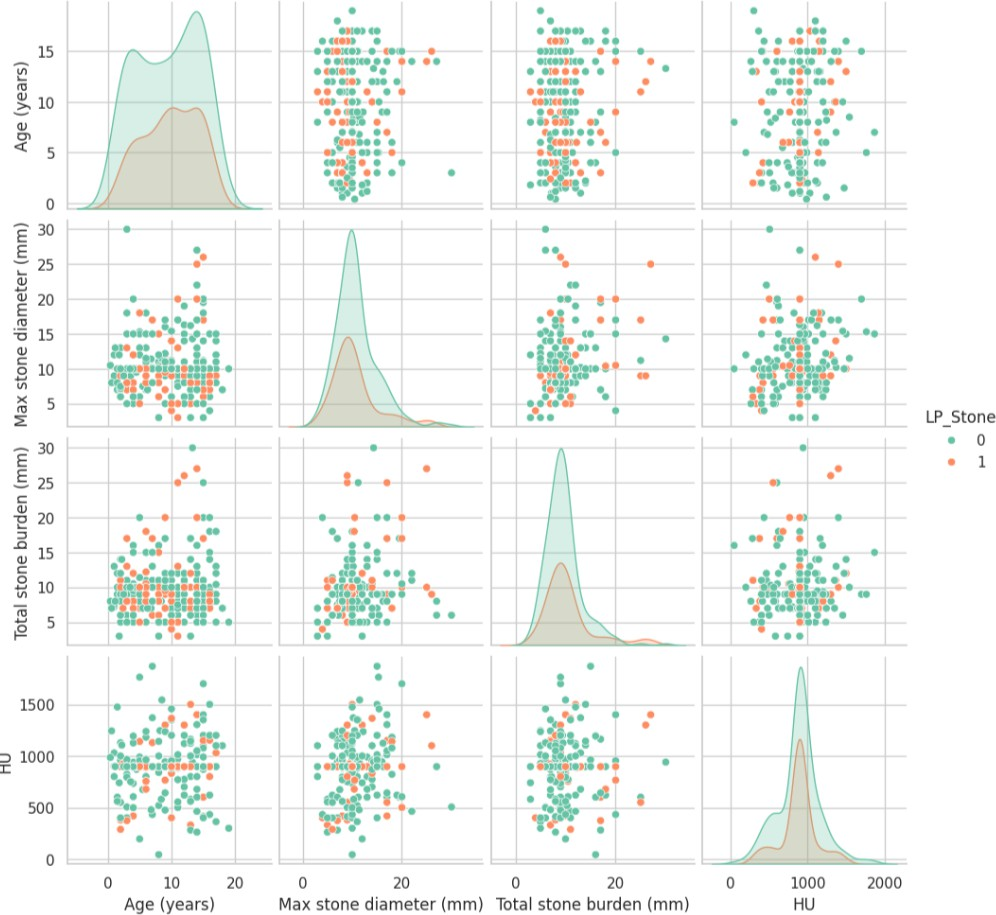 Age (years)
15
10
5
0
Max stone diameter (mm)
30
25
20
15
10
5
LP_Stone
0
1
Total stone burden (mm)
30
25
20
15
10
5
HU
1500
1000
500
0
0 10 20
0 20
0 20
0 1000 2000
Age (years)
Max stone diameter (mm)
Total stone burden (mm)
HU